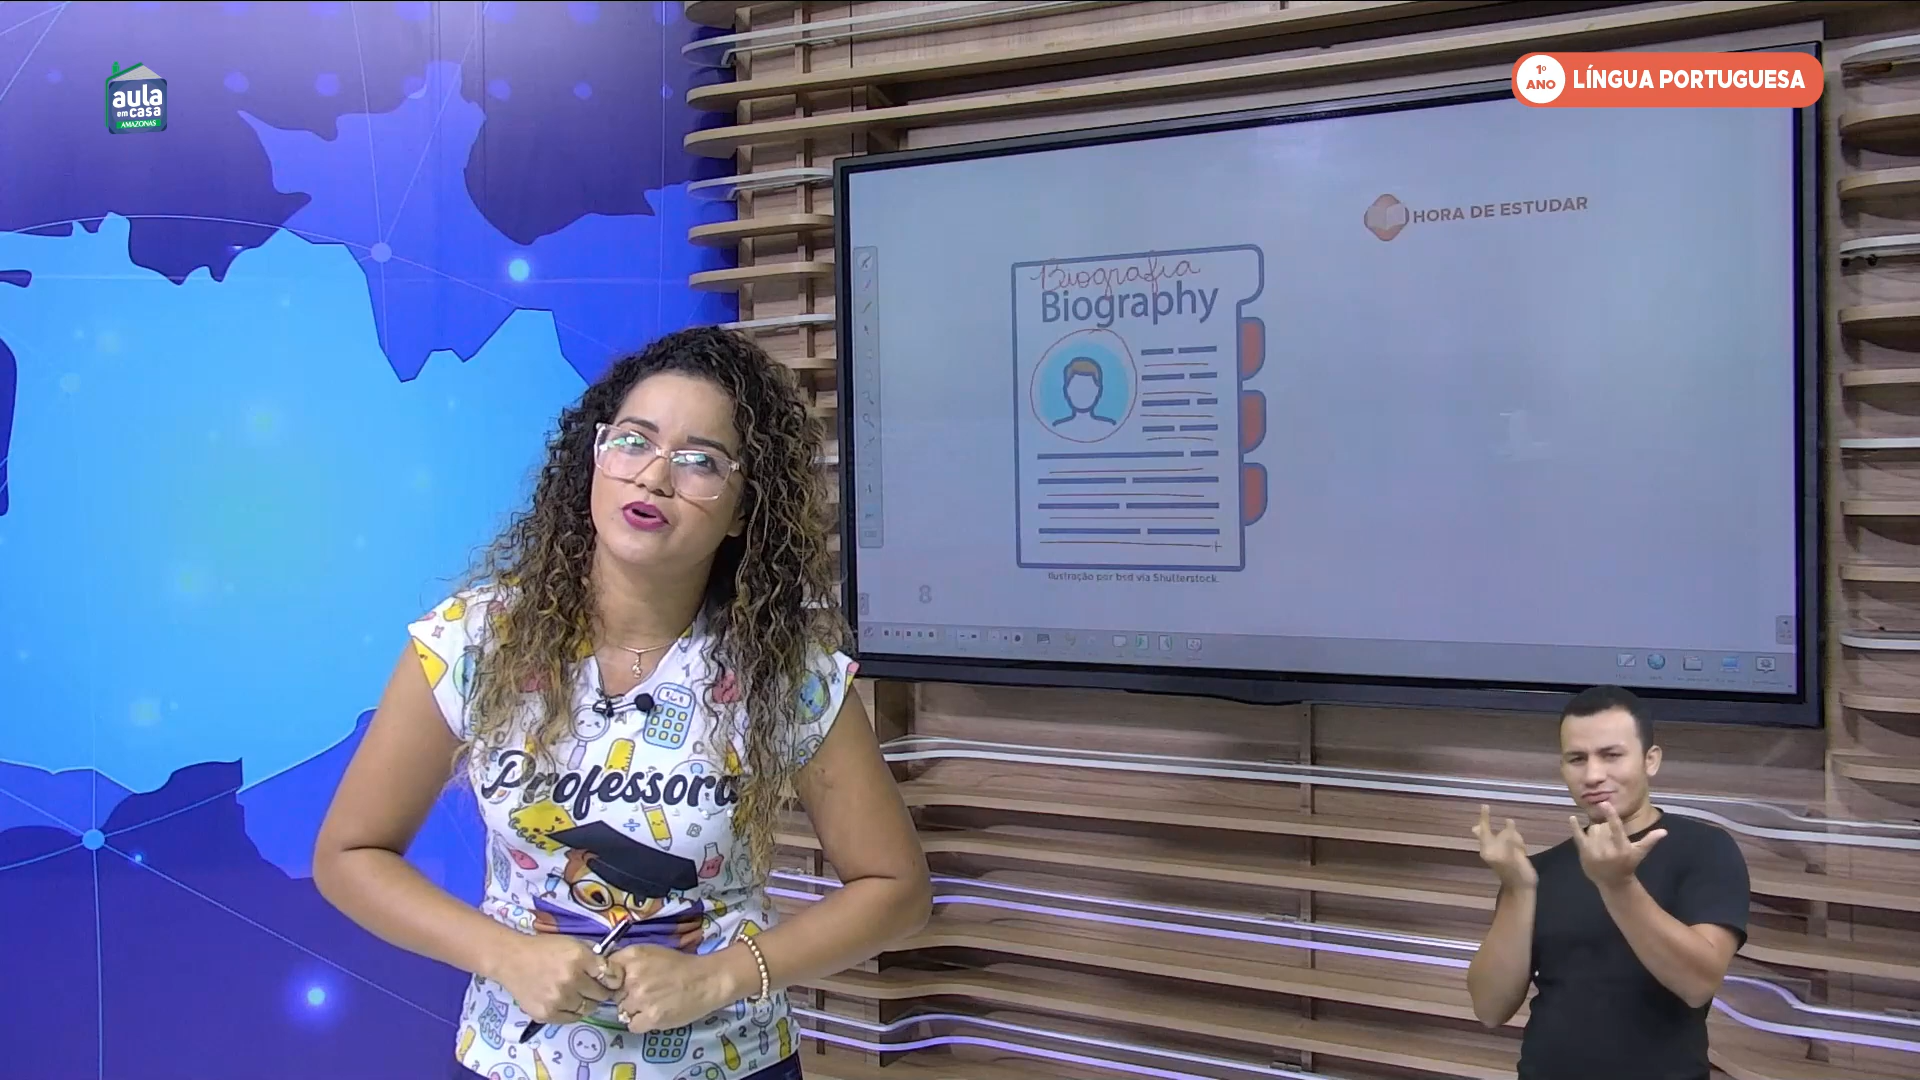 aula
em casa
AMAZONAS
1º
ANO
LÍNGUA PORTUGUESA
HORA DE ESTUDAR
Biografia
Biography
Ilustração por bsd via Shutterstock.
8
Professora